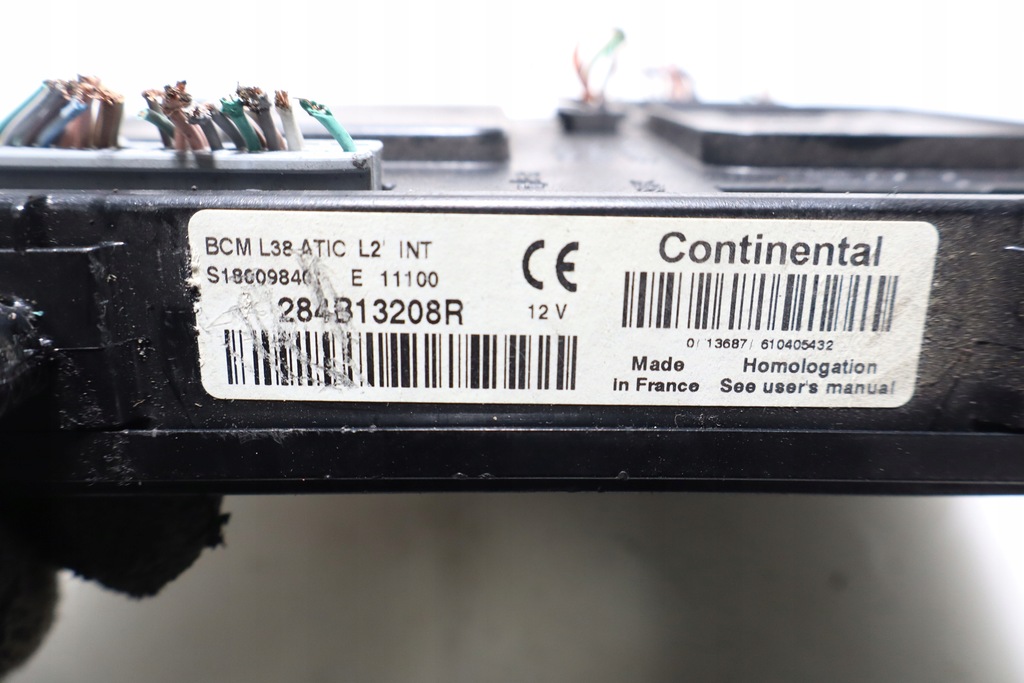 BCM L38 ATIC L2 INT
E 11100
284B13208R
CE
12 V
Continental
0/ 13687/ 610405432
Made
in France
Homologation
See user's manual